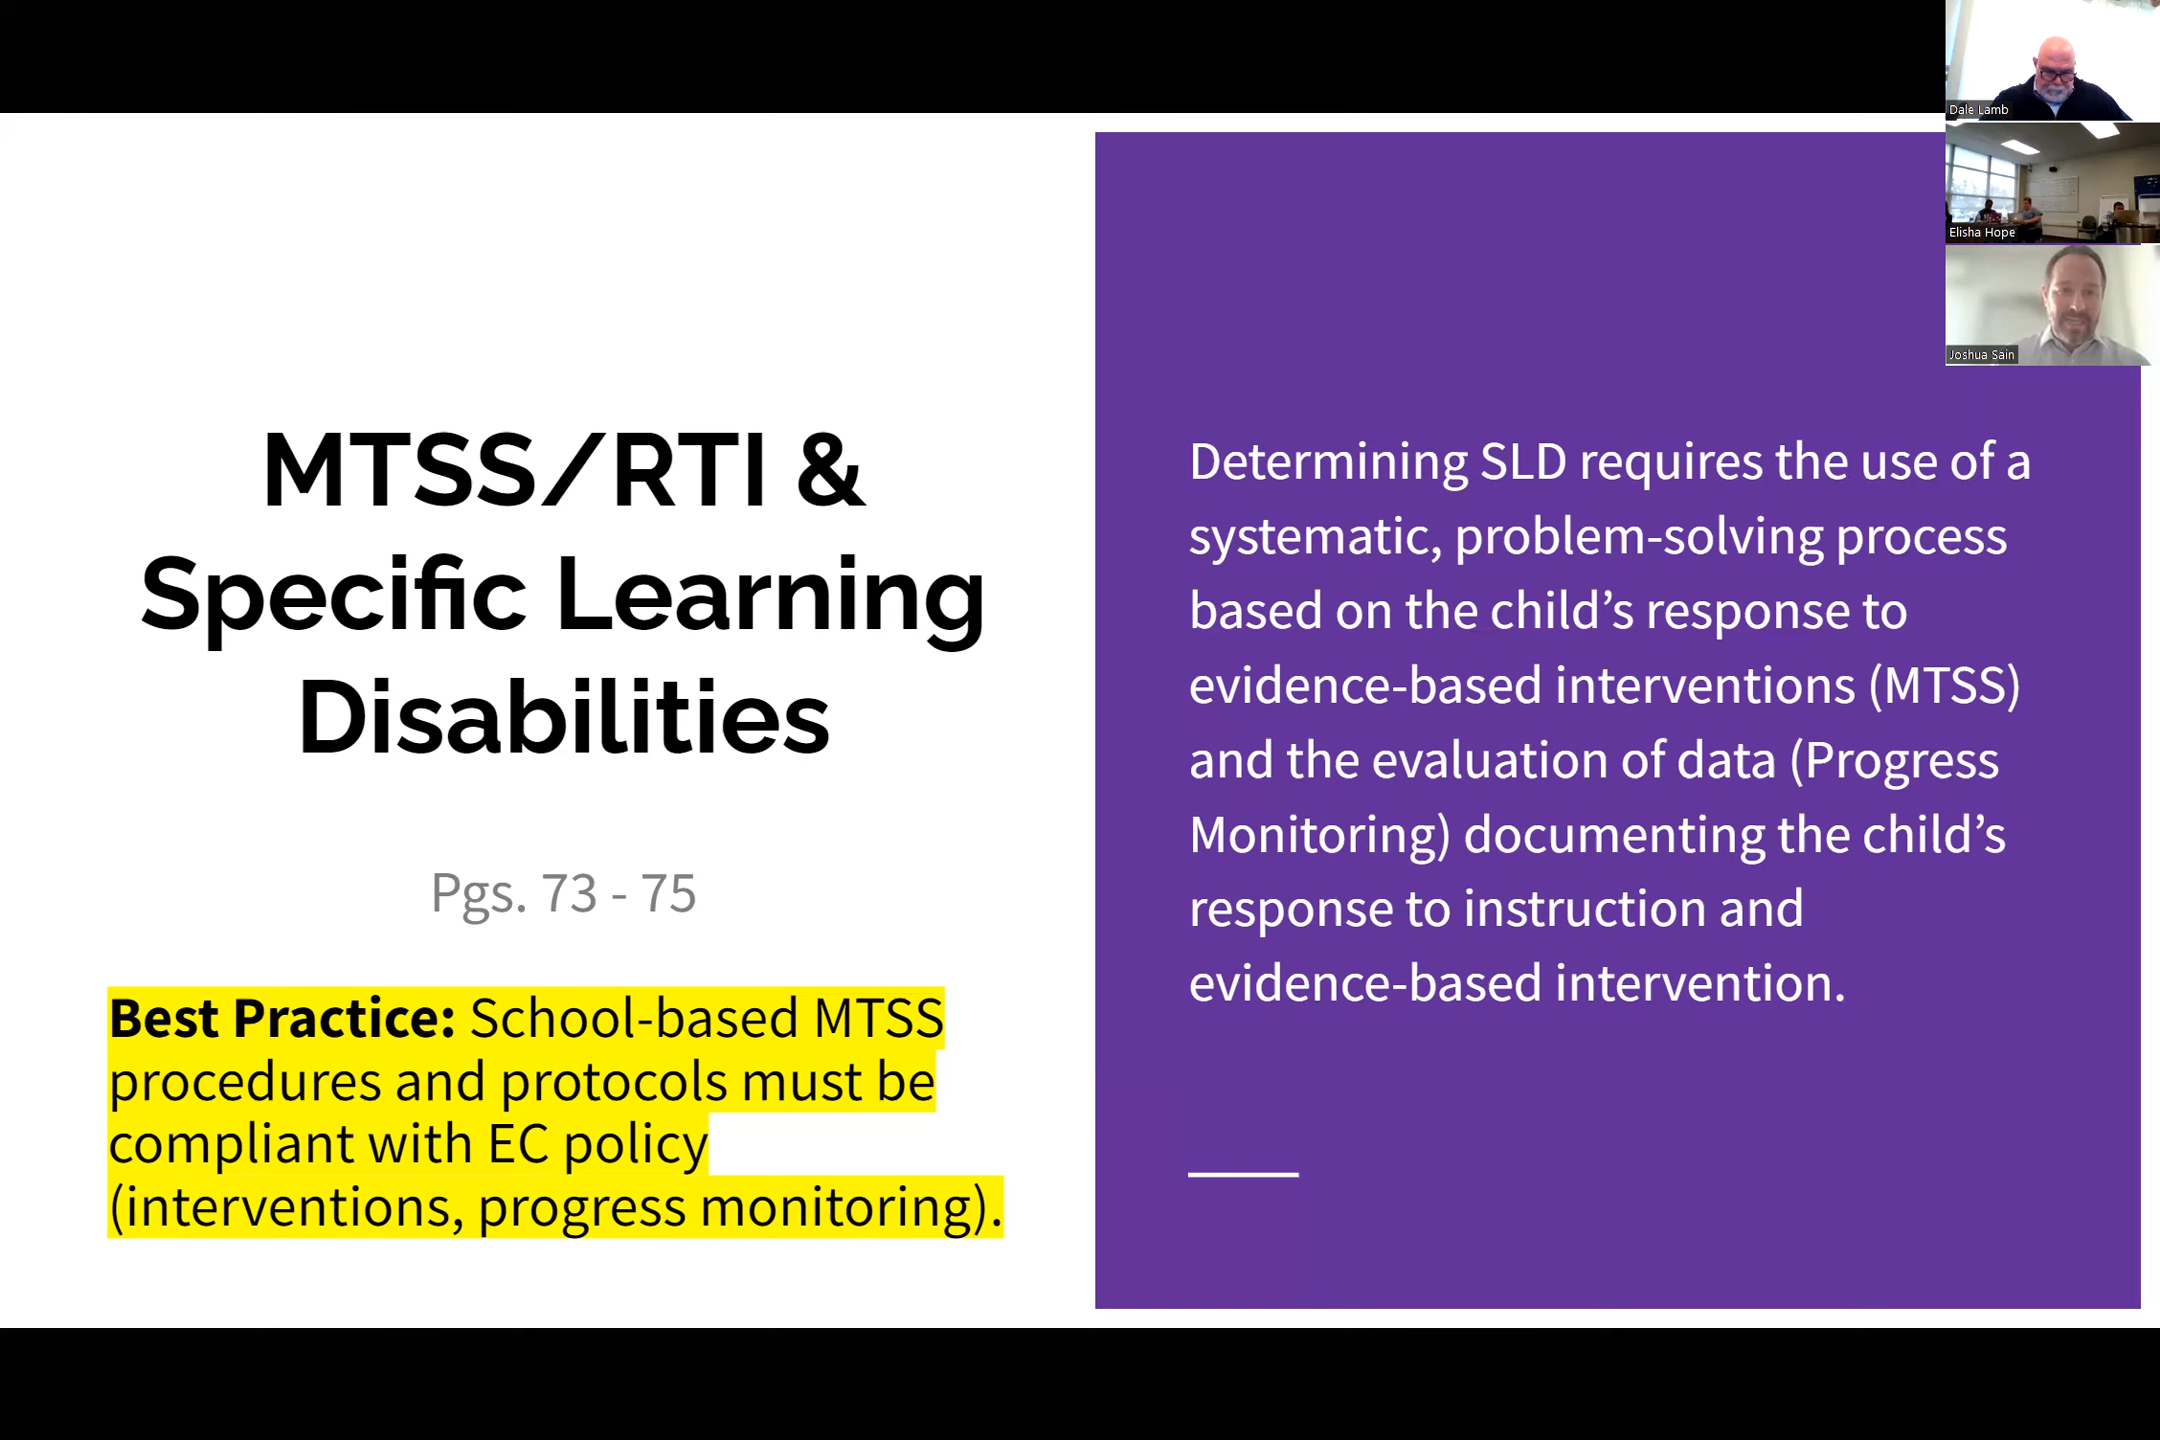 MTSS/RTI &
Specific Learning
Disabilities
Pgs. 73 - 75
Best Practice: School-based MTSS
procedures and protocols must be
compliant with EC policy
(interventions, progress monitoring).
Determining SLD requires the use of a
systematic, problem-solving process
based on the child’s response to
evidence-based interventions (MTSS)
and the evaluation of data (Progress
Monitoring) documenting the child’s
response to instruction and
evidence-based intervention.
Dale Lamb
Elisha Hope
Joshua Sain